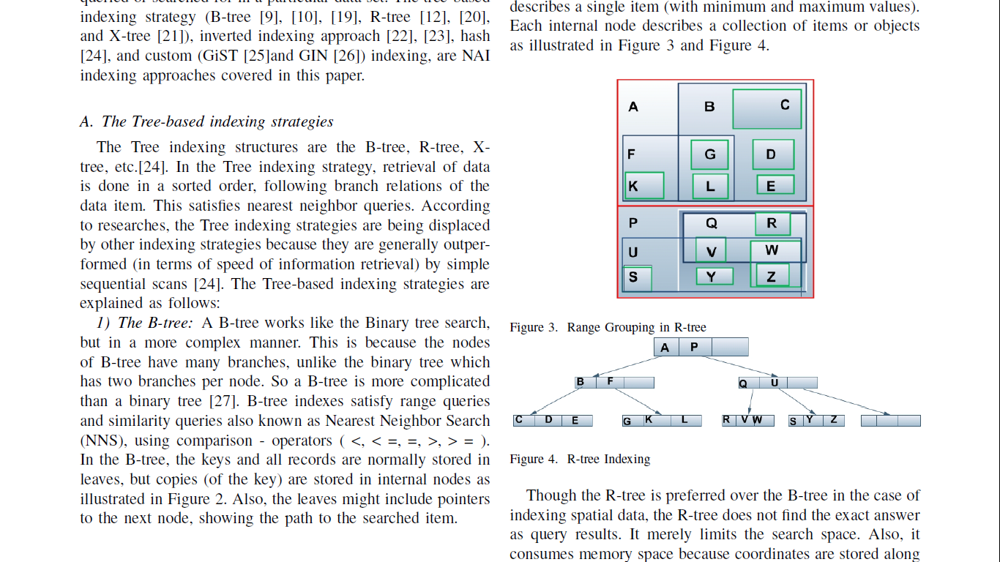 queried or searched for in a particular data set. The tree-based
indexing strategy (B-tree [9], [10], [19], R-tree [12], [20],
and X-tree [21]), inverted indexing approach [22], [23], hash
[24], and custom (GiST [25]and GIN [26]) indexing, are NAI
indexing approaches covered in this paper.
A. The Tree-based indexing strategies
The Tree indexing structures are the B-tree, R-tree, X-
tree, etc.[24]. In the Tree indexing strategy, retrieval of data
is done in a sorted order, following branch relations of the
data item. This satisfies nearest neighbor queries. According
to researches, the Tree indexing strategies are being displaced
by other indexing strategies because they are generally outper-
formed (in terms of speed of information retrieval) by simple
sequential scans [24]. The Tree-based indexing strategies are
explained as follows:
1) The B-tree: A B-tree works like the Binary tree search,
but in a more complex manner. This is because the nodes
of B-tree have many branches, unlike the binary tree which
has two branches per node. So a B-tree is more complicated
than a binary tree [27]. B-tree indexes satisfy range queries
and similarity queries also known as Nearest Neighbor Search
(NNS), using comparison - operators ( <, < =, =, >, > = ).
In the B-tree, the keys and all records are normally stored in
leaves, but copies (of the key) are stored in internal nodes as
illustrated in Figure 2. Also, the leaves might include pointers
to the next node, showing the path to the searched item.
describes a single item (with minimum and maximum values).
Each internal node describes a collection of items or objects
as illustrated in Figure 3 and Figure 4.
A B C
F G D
K L E
P Q R
U V W
S Y Z
Figure 3. Range Grouping in R-tree
A P
B F Q U
C D E G K L R V W S Y Z
Figure 4. R-tree Indexing
Though the R-tree is preferred over the B-tree in the case of
indexing spatial data, the R-tree does not find the exact answer
as query results. It merely limits the search space. Also, it
consumes memory space because coordinates are stored along